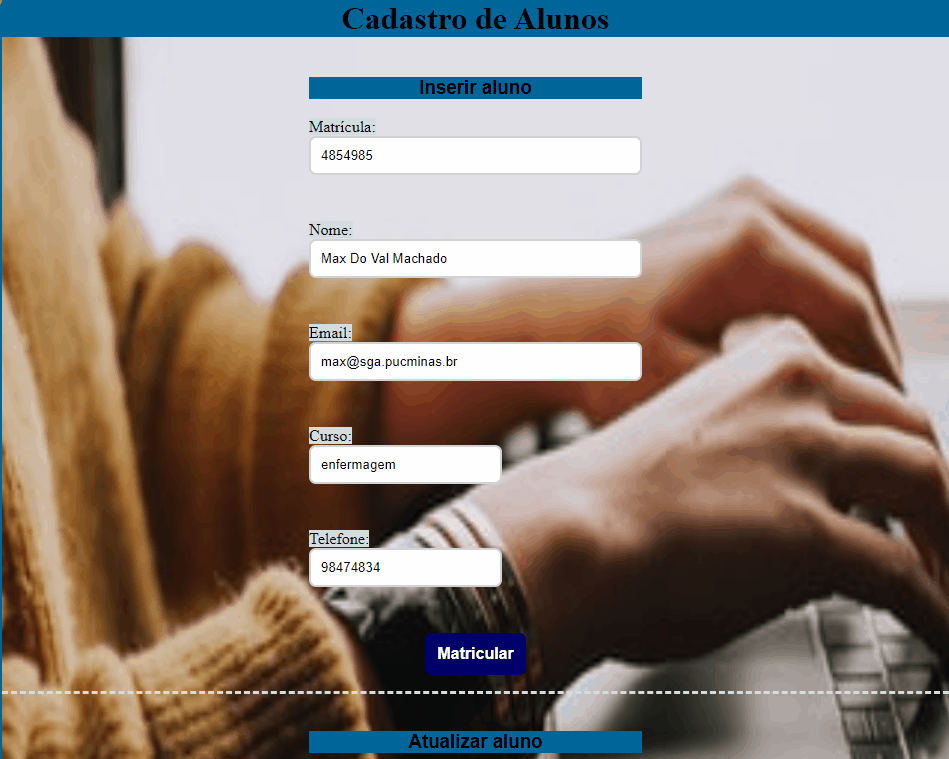 Cadastro de Alunos
Inserir aluno
Matrícula:
4854985
Nome:
Max Do Val Machado
Email:
max@sga.pucminas.br
Curso:
enfermagem
Telefone:
98474834
Matricular
Atualizar aluno